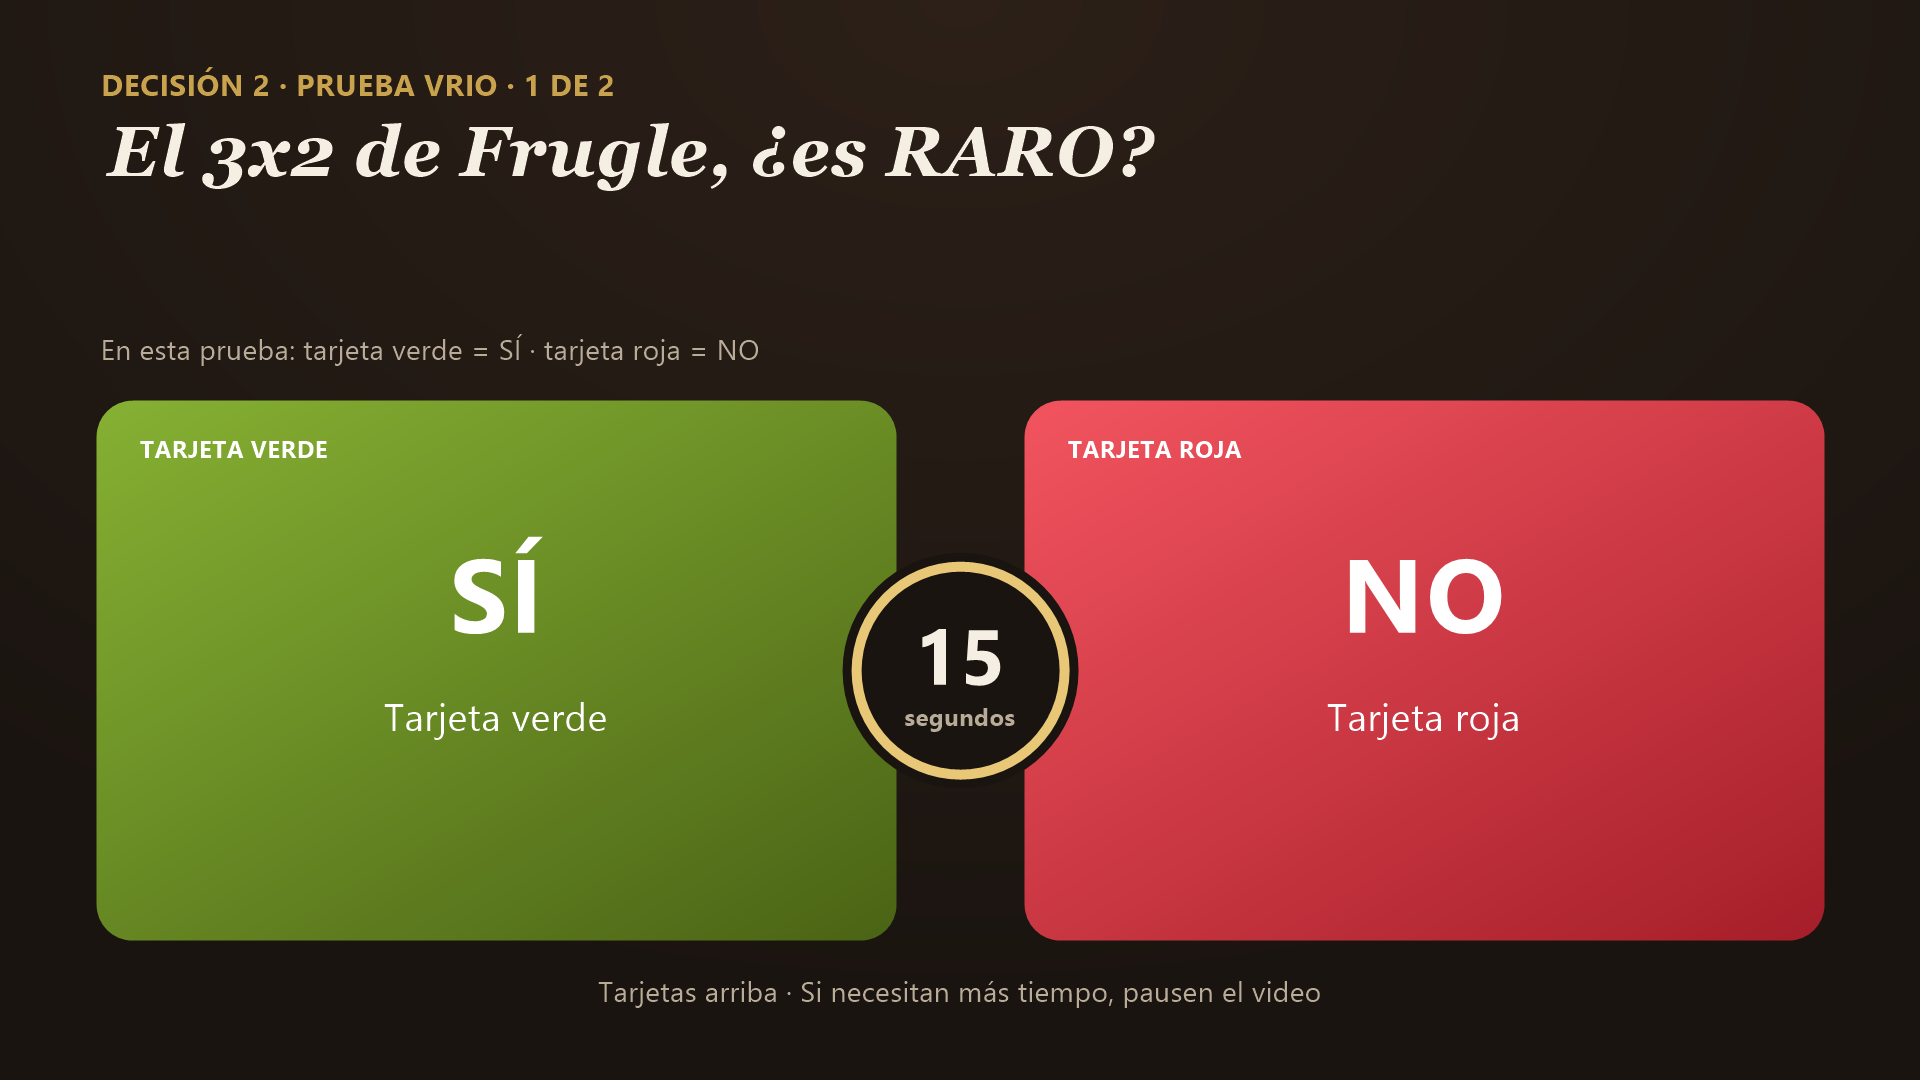 DECISIÓN 2 · PRUEBA VRIO · 1 DE 2
El 3x2 de Frugle, ¿es RARO?
En esta prueba: tarjeta verde = SÍ · tarjeta roja = NO
TARJETA VERDE
SÍ
Tarjeta verde
15
segundos
TARJETA ROJA
NO
Tarjeta roja
Tarjetas arriba · Si necesitan más tiempo, pausen el video